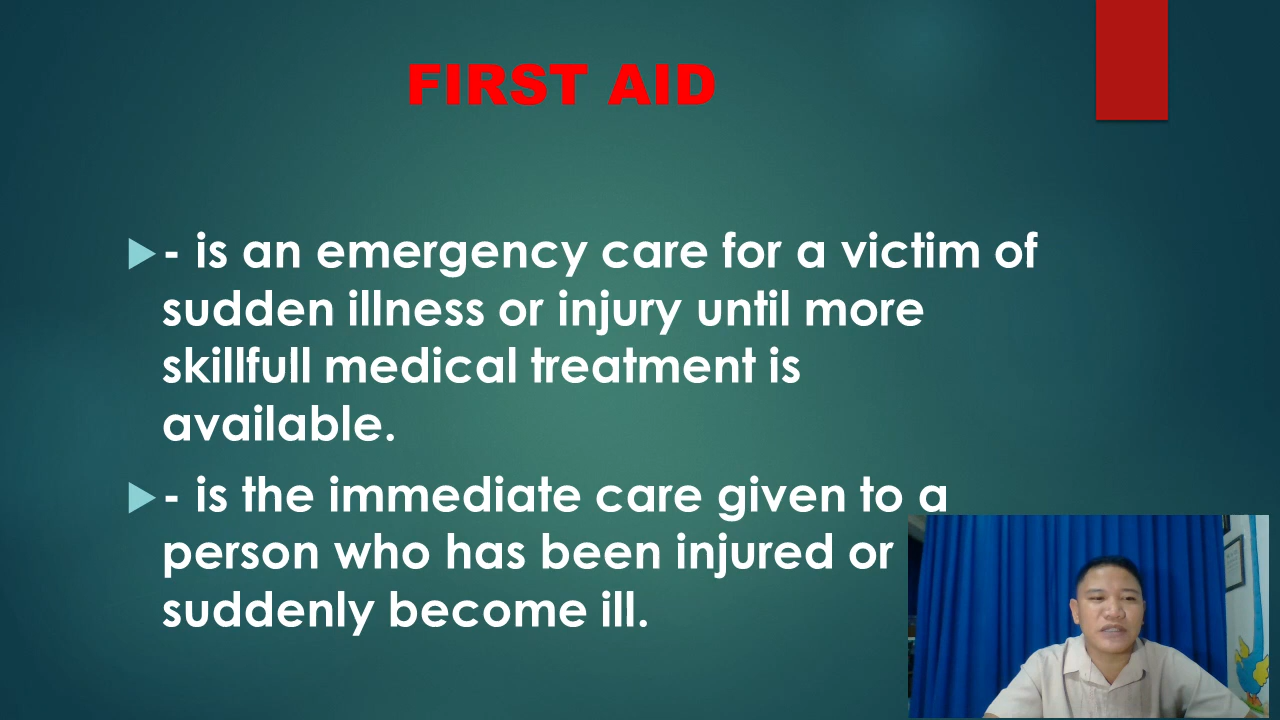 FIRST AID
- is an emergency care for a victim of
sudden illness or injury until more
skillfull medical treatment is
available.
- is the immediate care given to a
person who has been injured or
suddenly become ill.